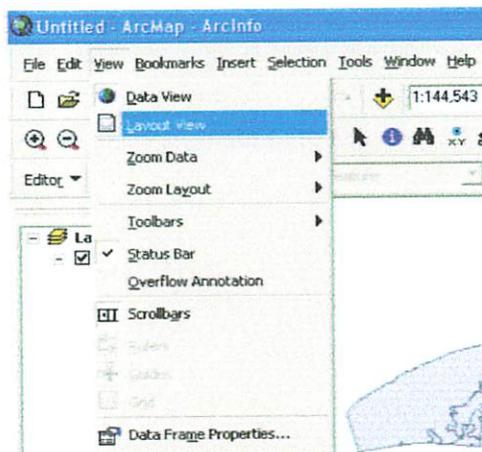 Untitled - ArcMap - ArcInfo
File Edit View Bookmarks Insert Selection Tools Window Help
Data View
1:144,543
Layout View
XY
Zoom Data
Editor
Zoom Layout
Toolbars
La
Status Bar
Overflow Annotation
Scrollbars
Rulers
Guides
Grid
Data Frame Properties...